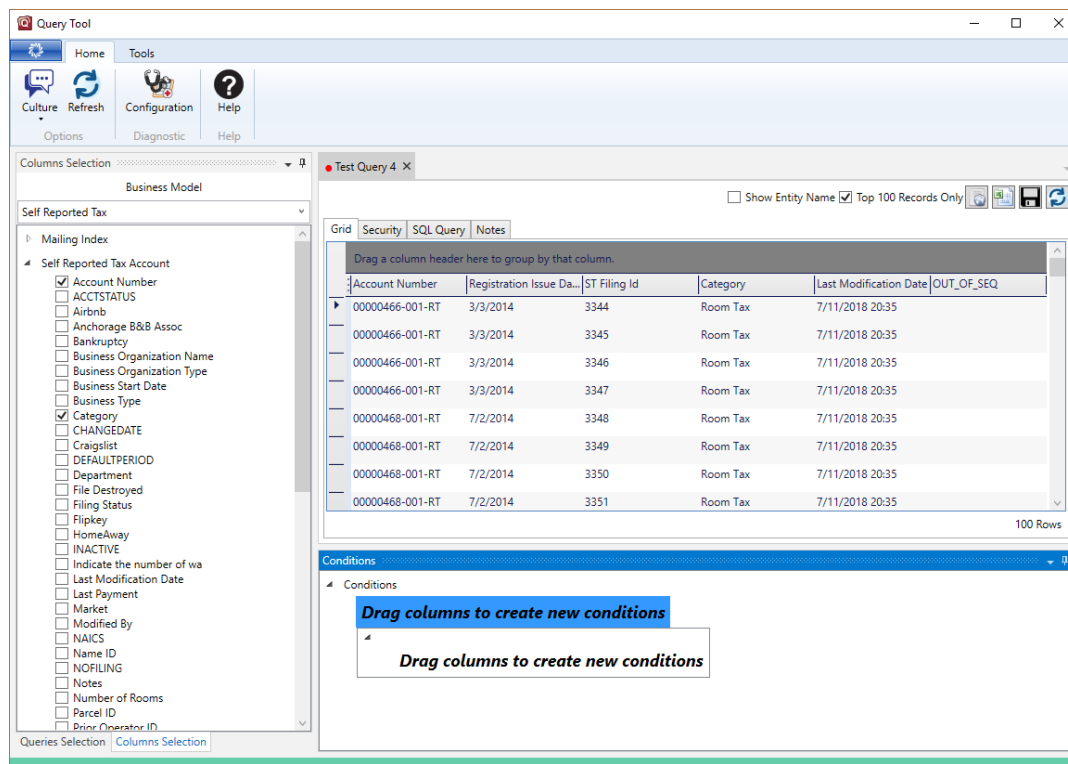 Query Tool
Home Tools
Culture Refresh Configuration Help
Options Diagnostic Help
Columns Selection
Business Model
Self Reported Tax
Mailing Index
Self Reported Tax Account
Account Number
ACCTSTATUS
Airbnb
Anchorage B&B Assoc
Bankruptcy
Business Organization Name
Business Organization Type
Business Start Date
Business Type
Category
CHANGEDATE
Craigslist
DEFAULTPERIOD
Department
File Destroyed
Filing Status
Flipkey
HomeAway
INACTIVE
Indicate the number of wa
Last Modification Date
Last Payment
Market
Modified By
NAICS
Name ID
NOFILING
Notes
Number of Rooms
Parcel ID
Prior Operator ID
Queries Selection Columns Selection
Test Query 4
Show Entity Name Top 100 Records Only
Grid Security SQL Query Notes
Drag a column header here to group by that column.
Account Number Registration Issue Da... ST Filing Id Category Last Modification Date OUT_OF_SEQ
00000466-001-RT 3/3/2014 3344 Room Tax 7/11/2018 20:35
00000466-001-RT 3/3/2014 3345 Room Tax 7/11/2018 20:35
00000466-001-RT 3/3/2014 3346 Room Tax 7/11/2018 20:35
00000466-001-RT 3/3/2014 3347 Room Tax 7/11/2018 20:35
00000468-001-RT 7/2/2014 3348 Room Tax 7/11/2018 20:35
00000468-001-RT 7/2/2014 3349 Room Tax 7/11/2018 20:35
00000468-001-RT 7/2/2014 3350 Room Tax 7/11/2018 20:35
00000468-001-RT 7/2/2014 3351 Room Tax 7/11/2018 20:35
100 Rows
Conditions
Conditions
Drag columns to create new conditions
Drag columns to create new conditions